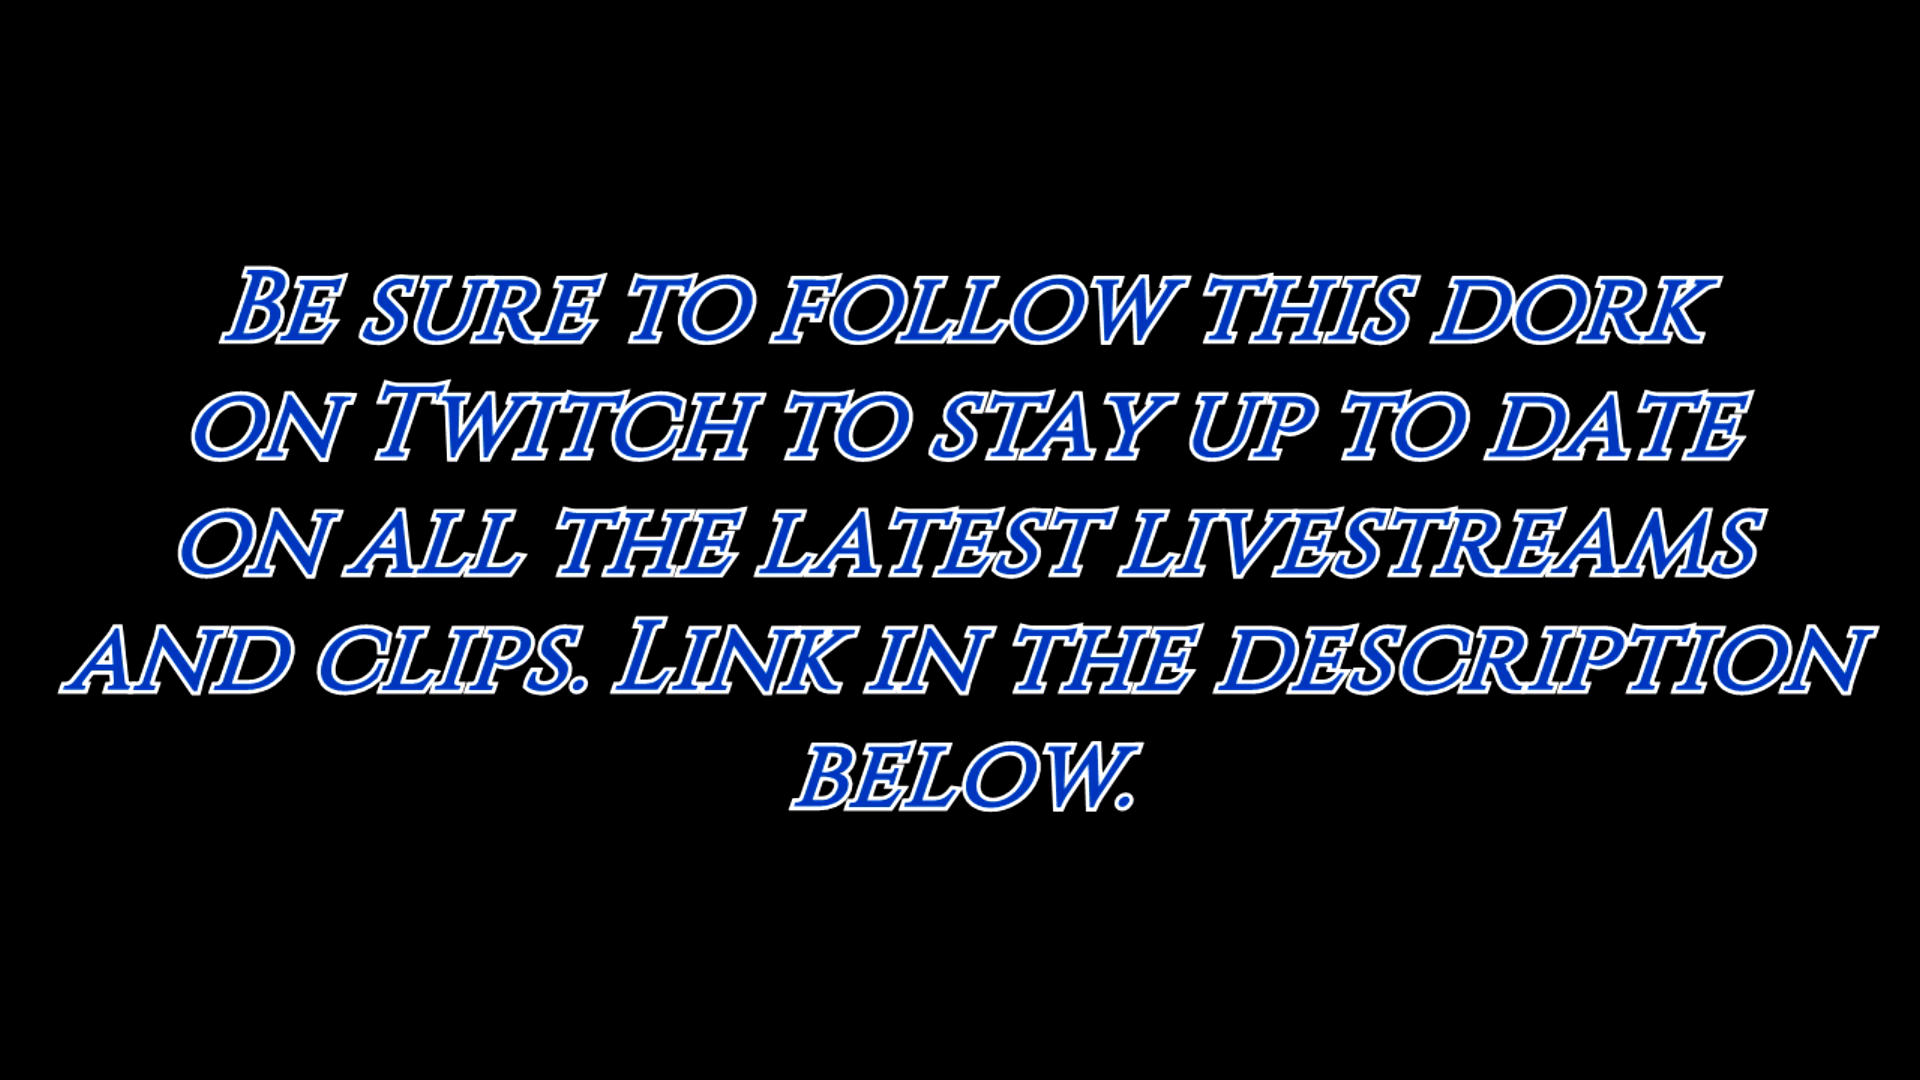 Be sure to follow this dork
on Twitch to stay up to date
on all the latest livestreams
and clips. Link in the description
below.